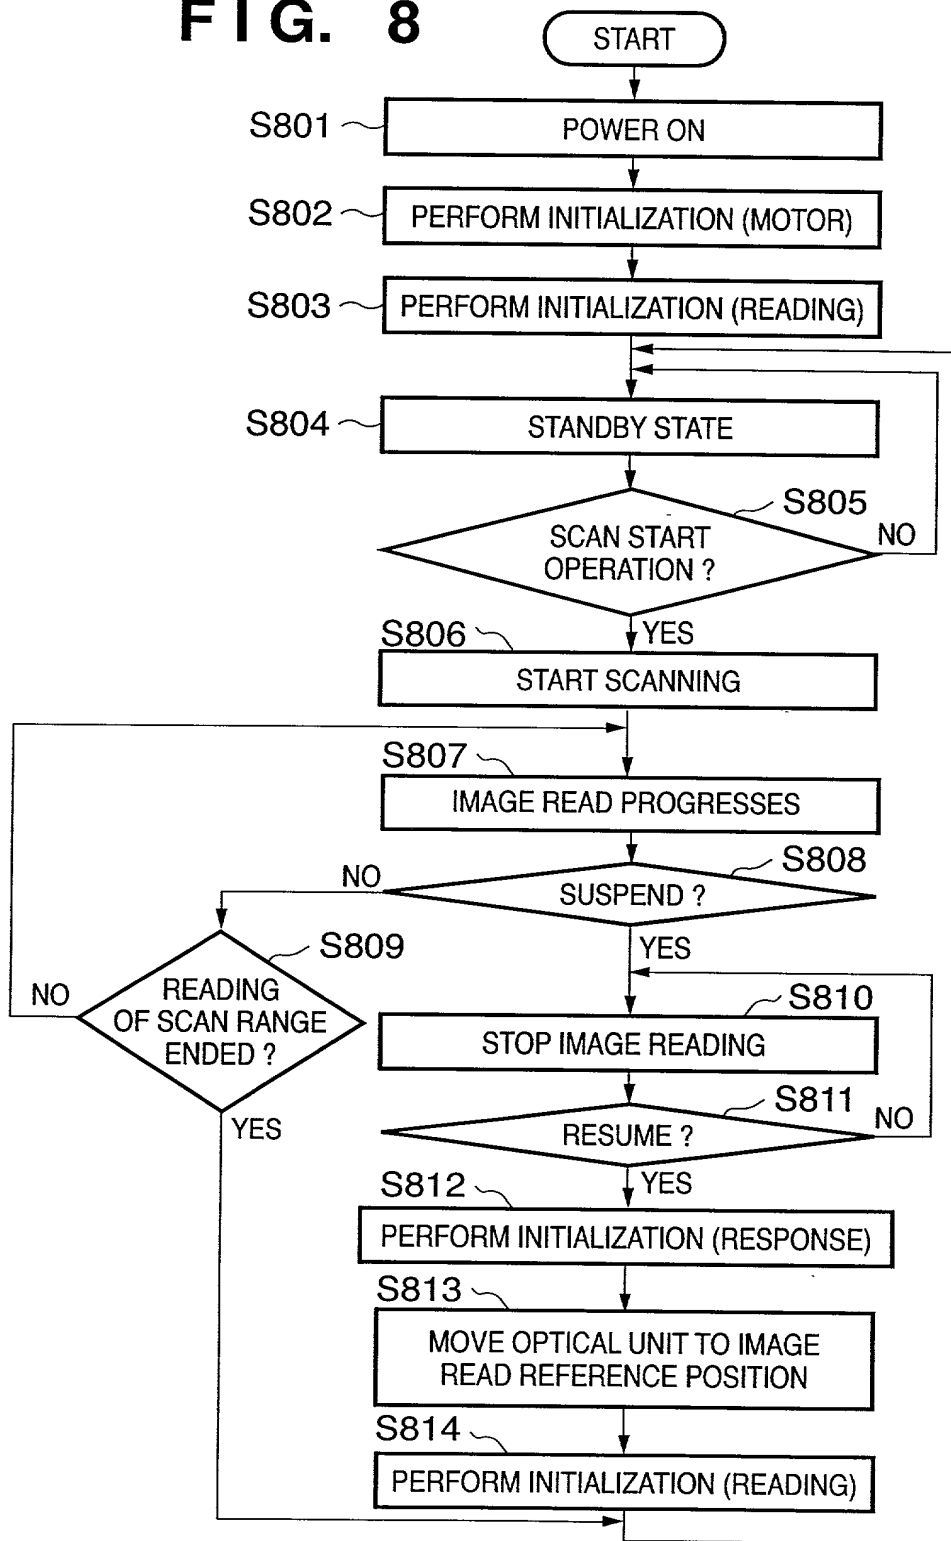 FIG. 8
START
S801
POWER ON
S802
PERFORM INITIALIZATION (MOTOR)
S803
PERFORM INITIALIZATION (READING)
S804
STANDBY STATE
S805
SCAN START
OPERATION ?
NO
YES
S806
START SCANNING
S807
IMAGE READ PROGRESSES
S808
SUSPEND ?
NO
YES
S809
READING
OF SCAN RANGE
ENDED ?
NO
YES
S810
STOP IMAGE READING
S811
RESUME ?
NO
YES
S812
PERFORM INITIALIZATION (RESPONSE)
S813
MOVE OPTICAL UNIT TO IMAGE
READ REFERENCE POSITION
S814
PERFORM INITIALIZATION (READING)